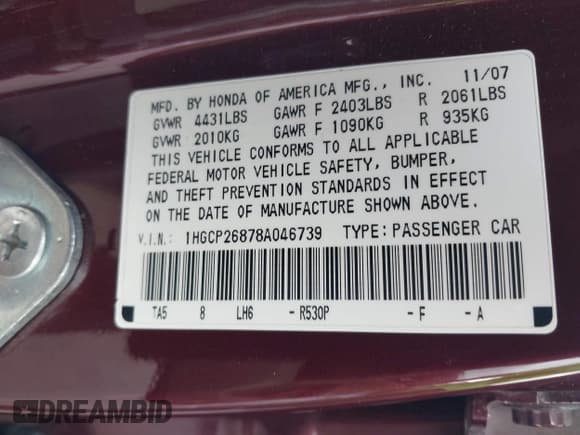 MFD. BY HONDA OF AMERICA MFG., INC. 11/07
GVWR 4431LBS GAWR F 2403LBS R 2061LBS
GVWR 2010KG GAWR F 1090KG R 935KG
THIS VEHICLE CONFORMS TO ALL APPLICABLE
FEDERAL MOTOR VEHICLE SAFETY, BUMPER,
AND THEFT PREVENTION STANDARDS IN EFFECT
ON THE DATE OF MANUFACTURE SHOWN ABOVE.
V.I.N.: 1HGCP26878A046739 TYPE:PASSENGER CAR
TA5 8 LH6 - R530P - F - A
DREAMBID